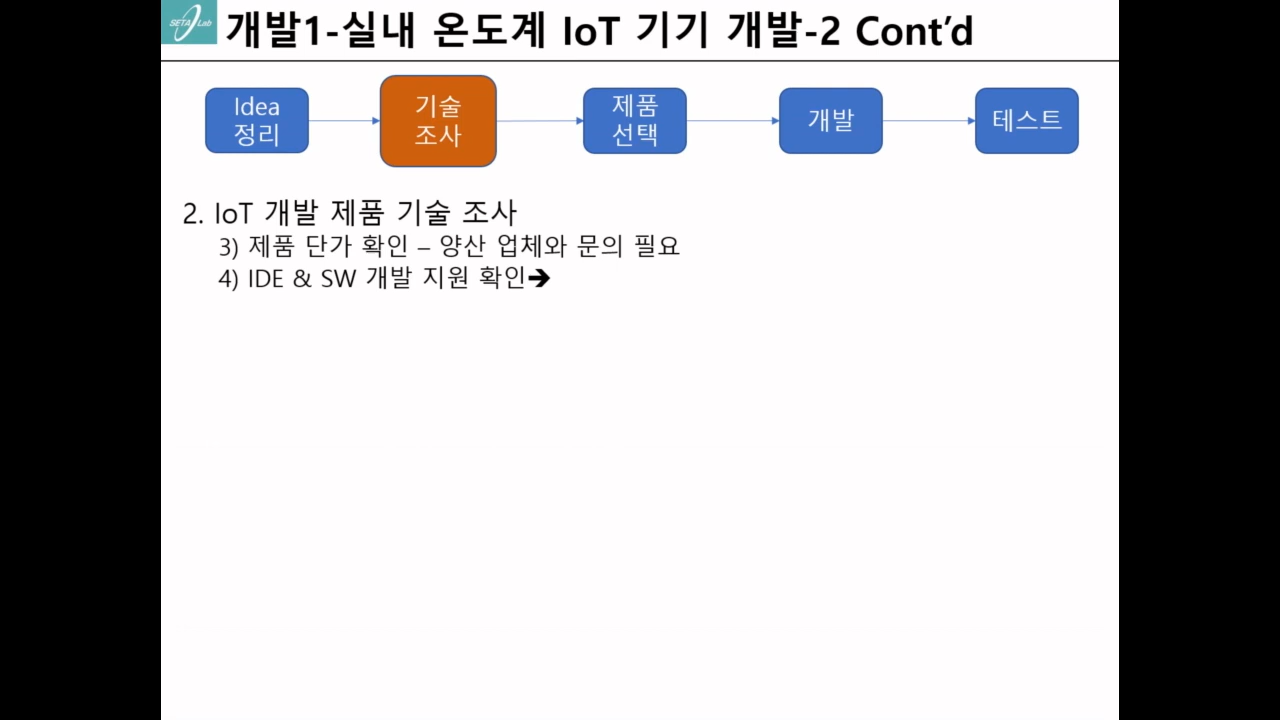 SETA Lab
개발1-실내 온도계 IoT 기기 개발-2 Cont’d
Idea
정리
기술
조사
제품
선택
개발
테스트
2. IoT 개발 제품 기술 조사
3) 제품 단가 확인 – 양산 업체와 문의 필요
4) IDE & SW 개발 지원 확인➔